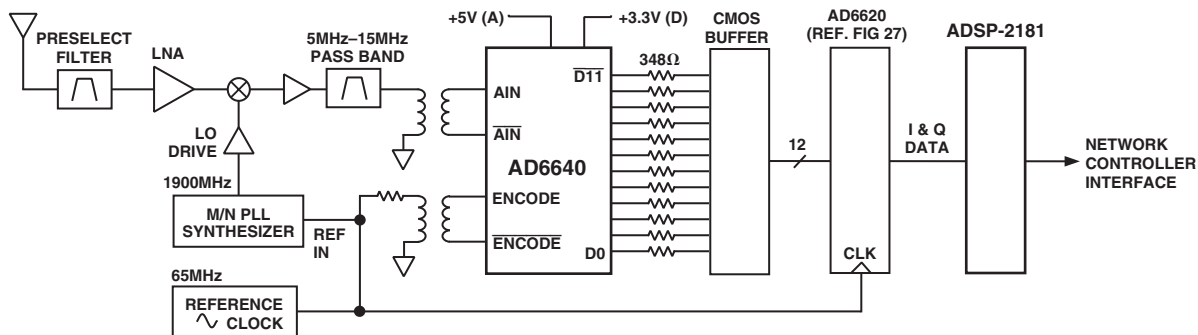 +5V (A)
+3.3V (D)
CMOS
BUFFER
AD6620
(REF. FIG 27)
ADSP-2181
PRESELECT
FILTER
LNA
5MHz–15MHz
PASS BAND
348Ω
D11
AIN
AIN
LO
DRIVE
AD6640
12
I & Q
DATA
NETWORK
CONTROLLER
INTERFACE
1900MHz
M/N PLL
SYNTHESIZER
REF
IN
ENCODE
ENCODE
D0
CLK
65MHz
REFERENCE
CLOCK